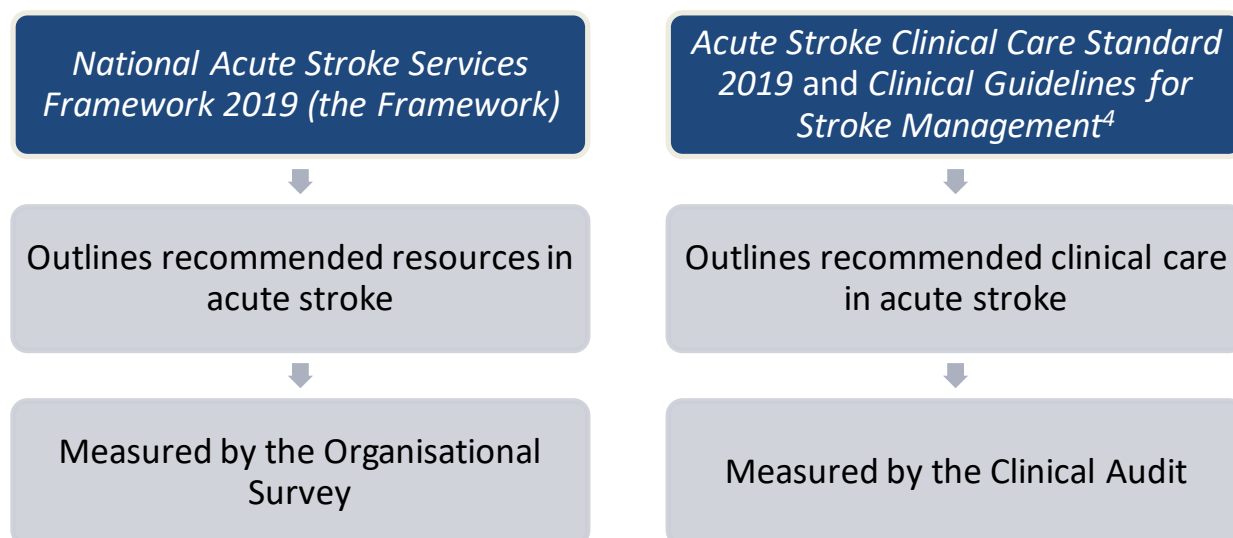 National Acute Stroke Services
Framework 2019 (the Framework)
Outlines recommended resources in
acute stroke
Measured by the Organisational
Survey
Acute Stroke Clinical Care Standard
2019 and Clinical Guidelines for
Stroke Management⁴
Outlines recommended clinical care
in acute stroke
Measured by the Clinical Audit